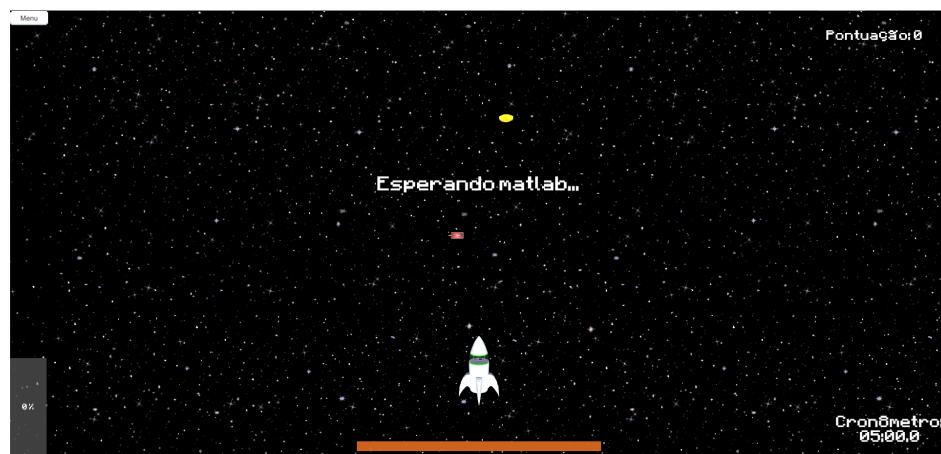 Menu
Pontuação:0
Esperando matlab...
0%
Cronômetro:
05:00.0